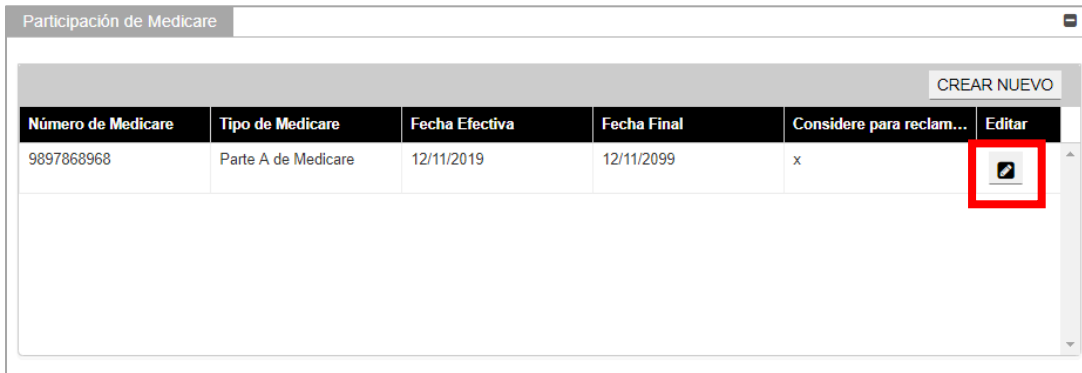 Participación de Medicare
CREAR NUEVO
Número de Medicare Tipo de Medicare Fecha Efectiva Fecha Final Considere para reclam... Editar
9897868968 Parte A de Medicare 12/11/2019 12/11/2099 x